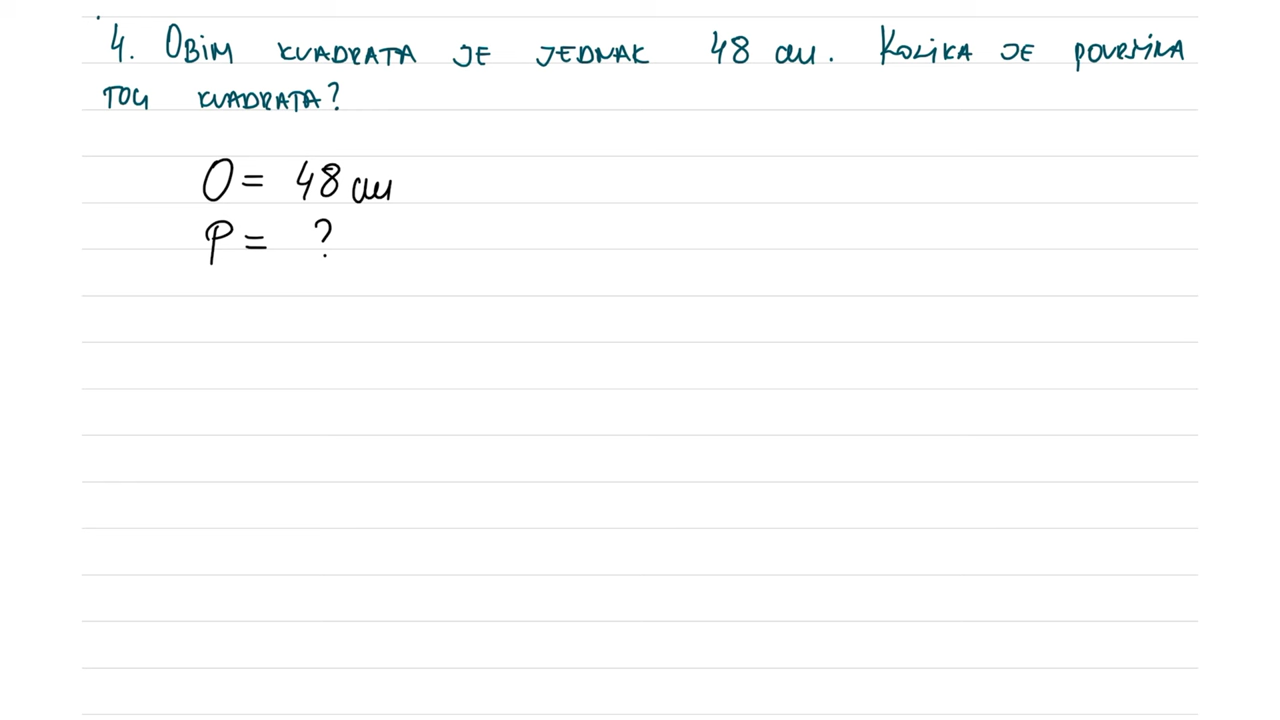 4. OBIM KVADRATA JE JEDNAK 48 cm. KOLIKA JE POVRŠINA
TOG KVADRATA?
O = 48 cm
P = ?